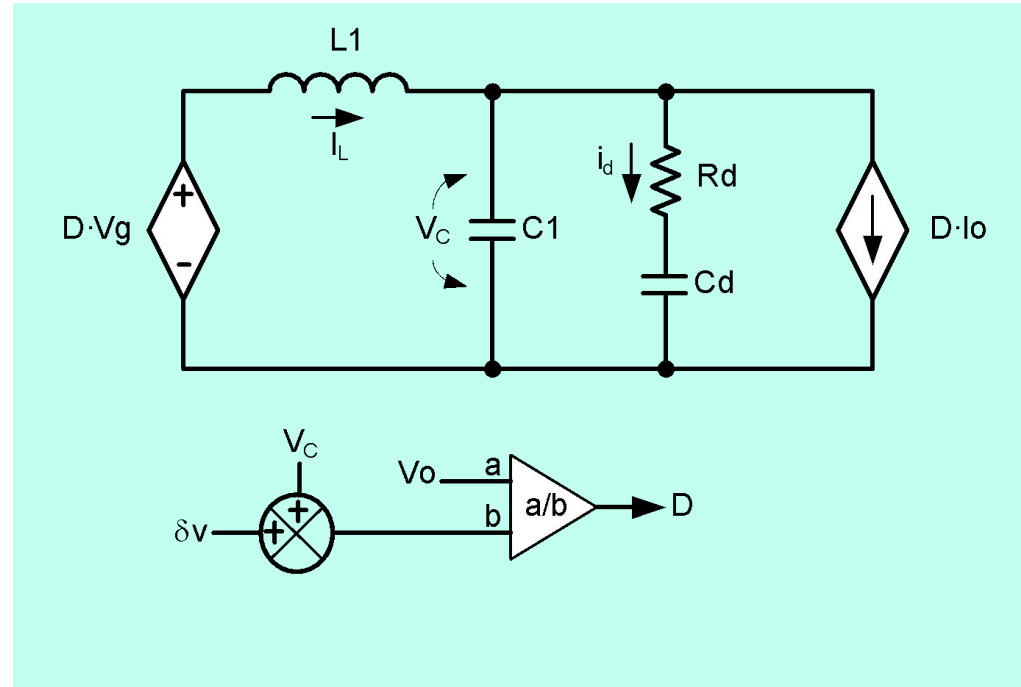 L1
I_L
D·Vg
+
-
V_C
C1
i_d
Rd
Cd
D·Io
V_C
Vo
a
b
a/b
D
δv
+
+